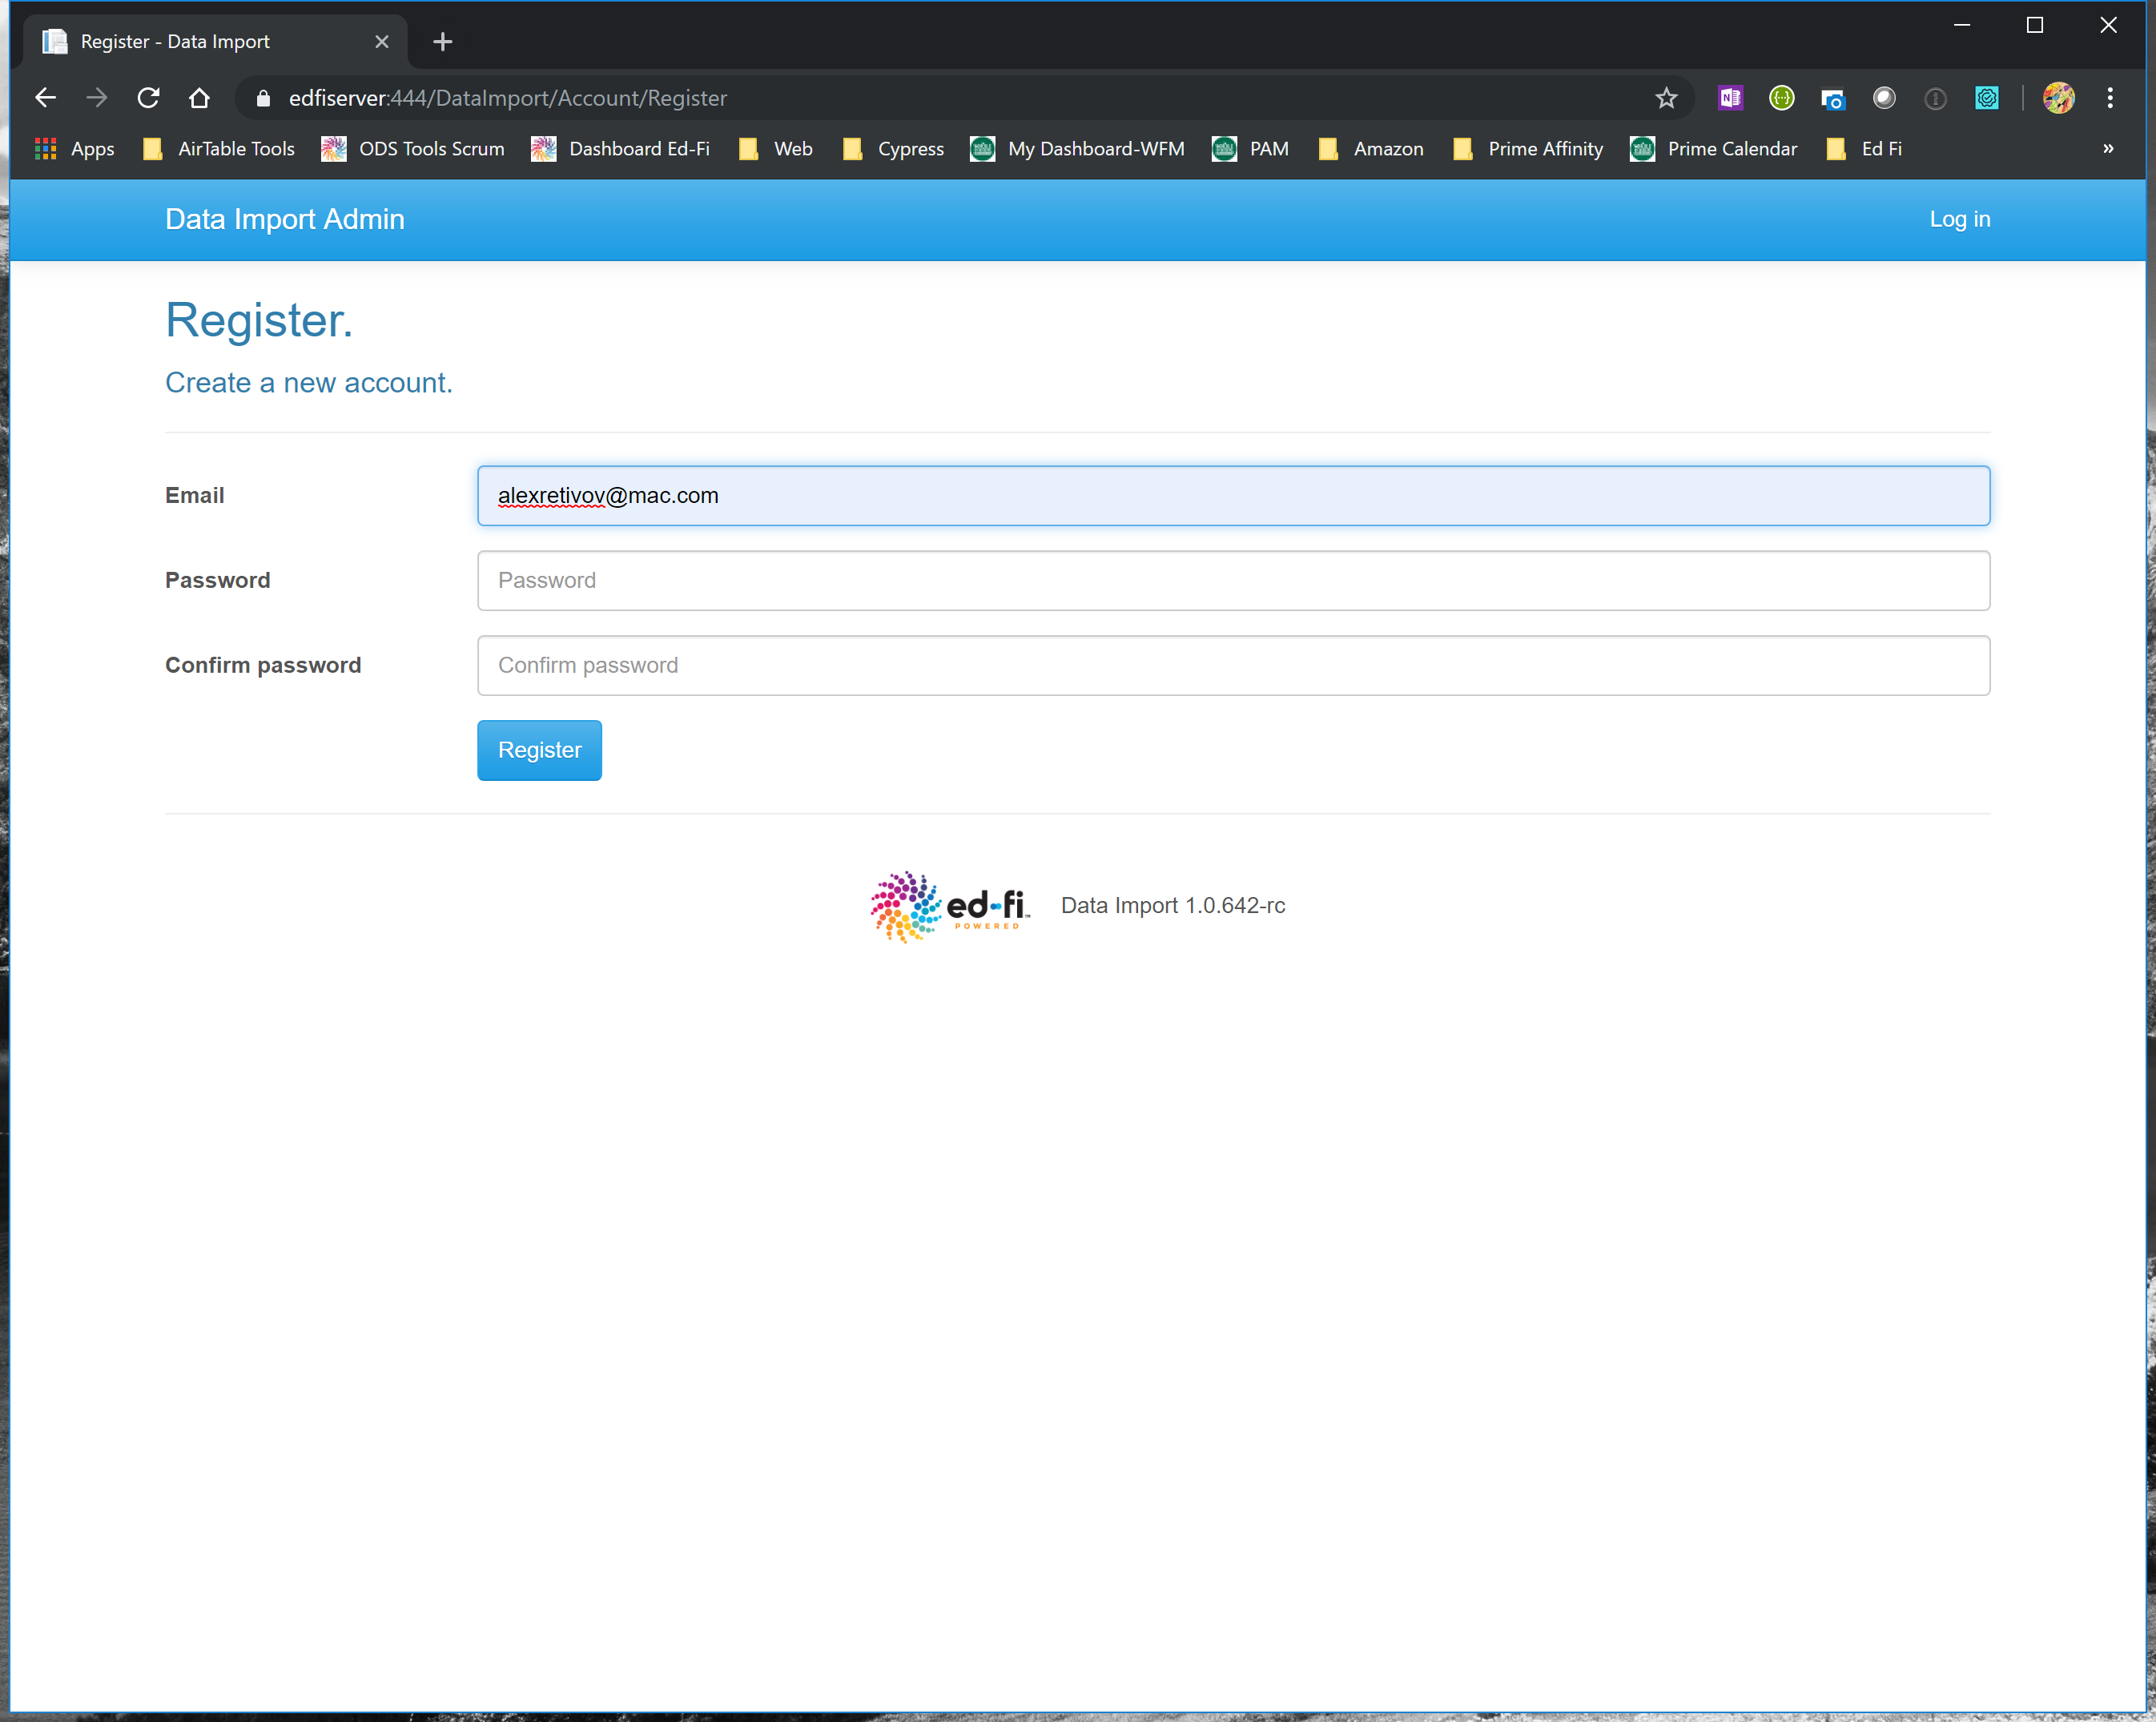 Register - Data Import
edfiserver:444/DataImport/Account/Register
Apps AirTable Tools ODS Tools Scrum Dashboard Ed-Fi Web Cypress My Dashboard-WFM PAM Amazon Prime Affinity Prime Calendar Ed Fi »
Data Import Admin Log in
Register.
Create a new account.
Email alexretivov@mac.com
Password Password
Confirm password Confirm password
Register
ed-fi™ Data Import 1.0.642-rc
POWERED